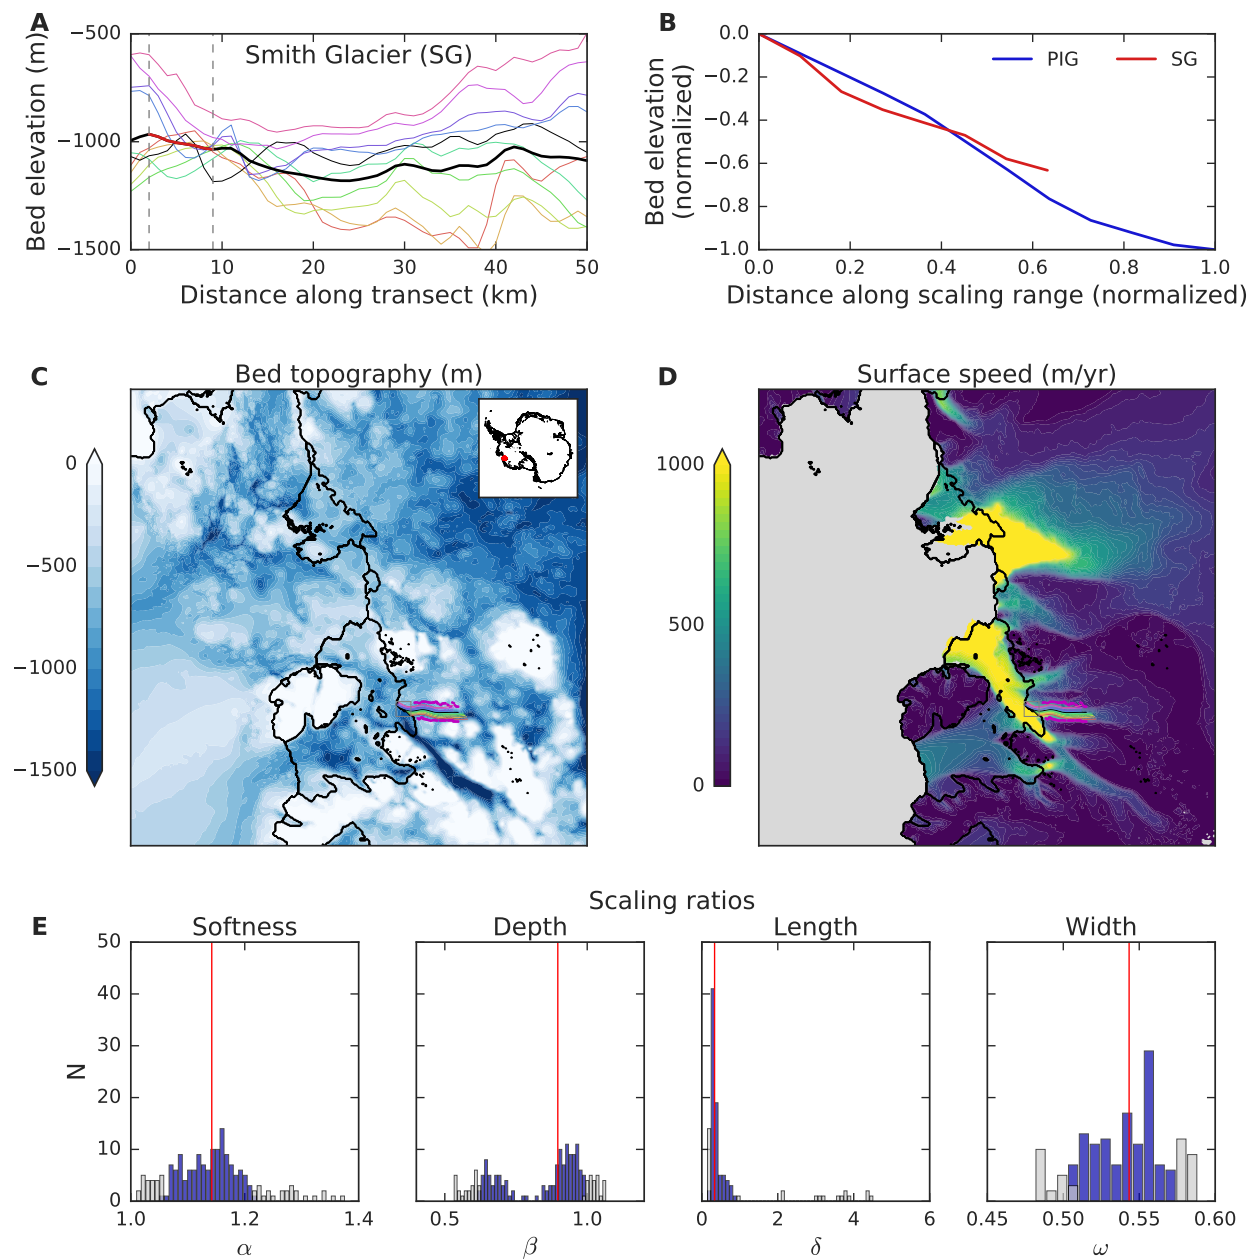 A
Smith Glacier (SG)
Bed elevation (m)
−500
−1000
−1500
0 10 20 30 40 50
Distance along transect (km)
B
PIG SG
Bed elevation
(normalized)
0.0
−0.2
−0.4
−0.6
−0.8
−1.0
0.0 0.2 0.4 0.6 0.8 1.0
Distance along scaling range (normalized)
C
Bed topography (m)
0
−500
−1000
−1500
D
Surface speed (m/yr)
1000
500
0
Scaling ratios
E
Softness
N
50
40
30
20
10
0
1.0 1.2 1.4
α
Depth
0.5 1.0
β
Length
0 2 4 6
δ
Width
0.45 0.50 0.55 0.60
ω